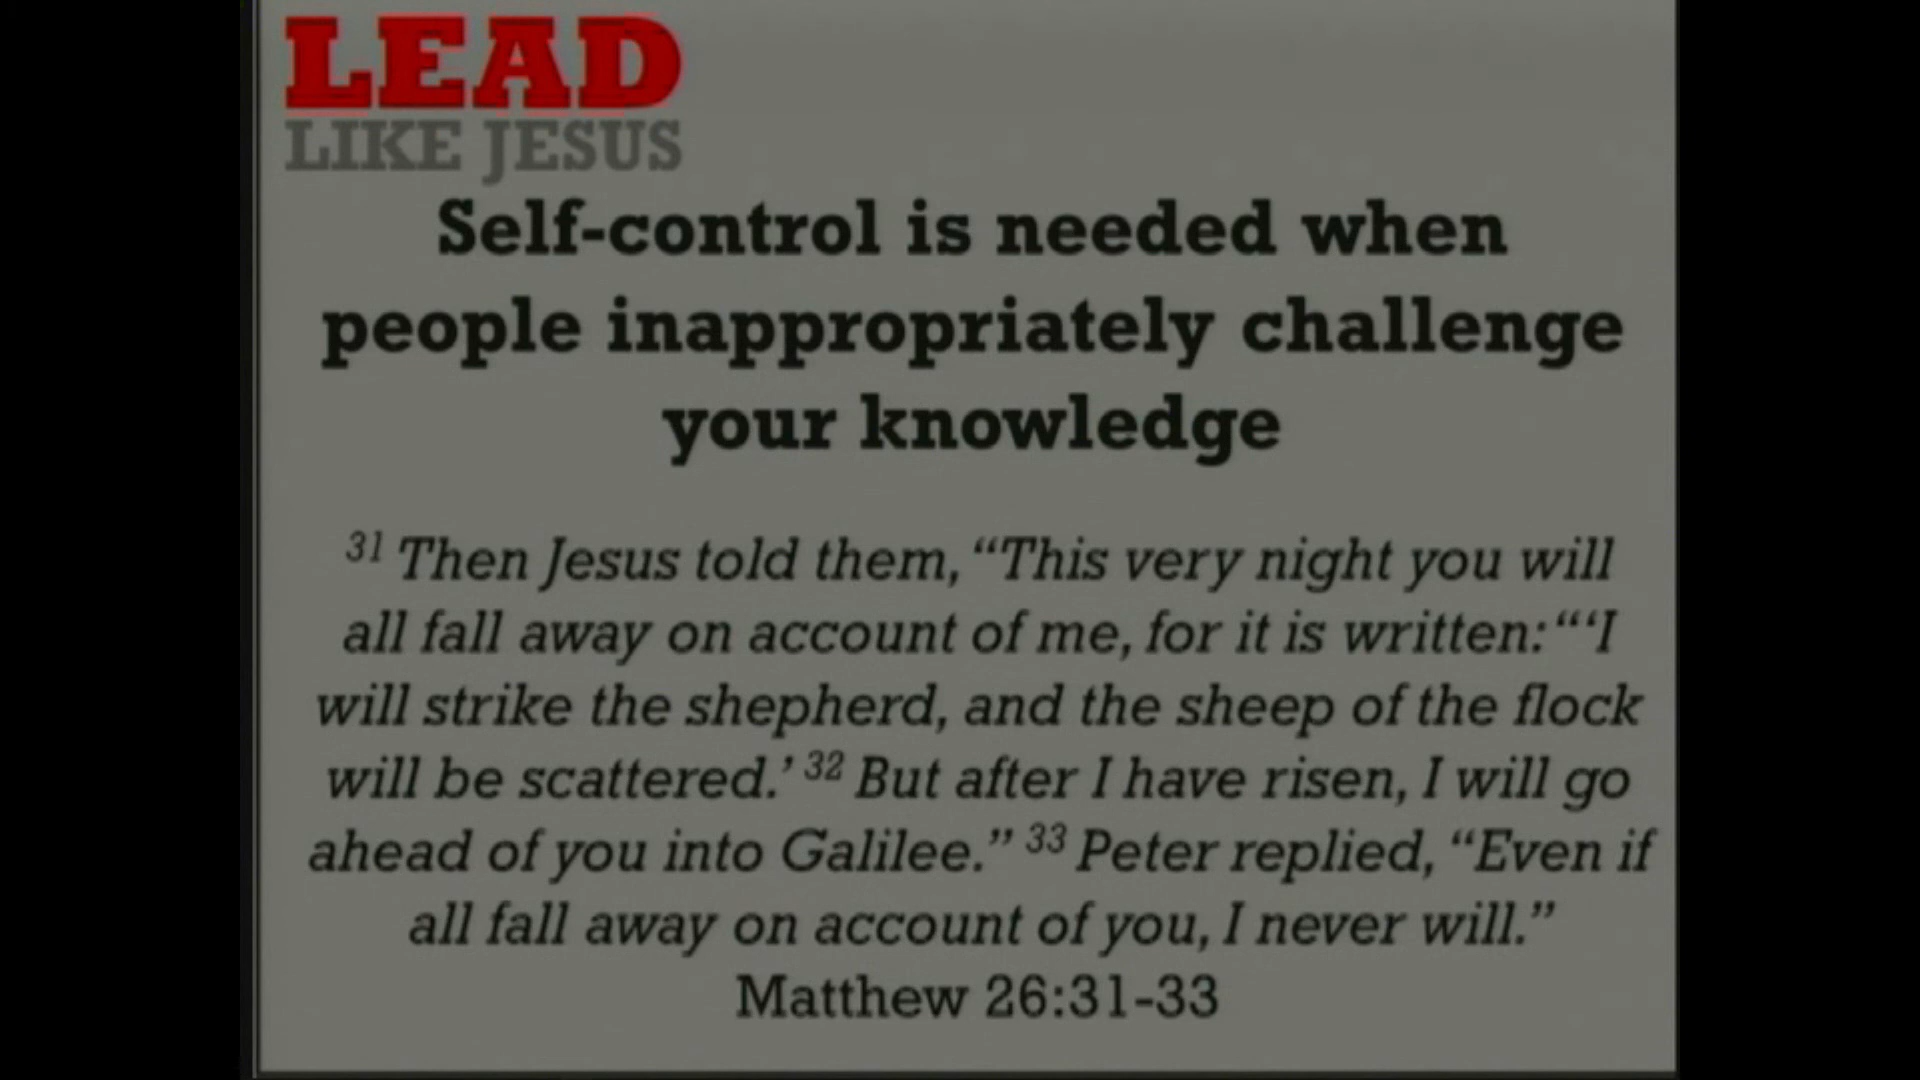 LEAD
LIKE JESUS
Self-control is needed when
people inappropriately challenge
your knowledge
31 Then Jesus told them, “This very night you will
all fall away on account of me, for it is written: “‘I
will strike the shepherd, and the sheep of the flock
will be scattered.’ 32 But after I have risen, I will go
ahead of you into Galilee.” 33 Peter replied, “Even if
all fall away on account of you, I never will.”
Matthew 26:31-33